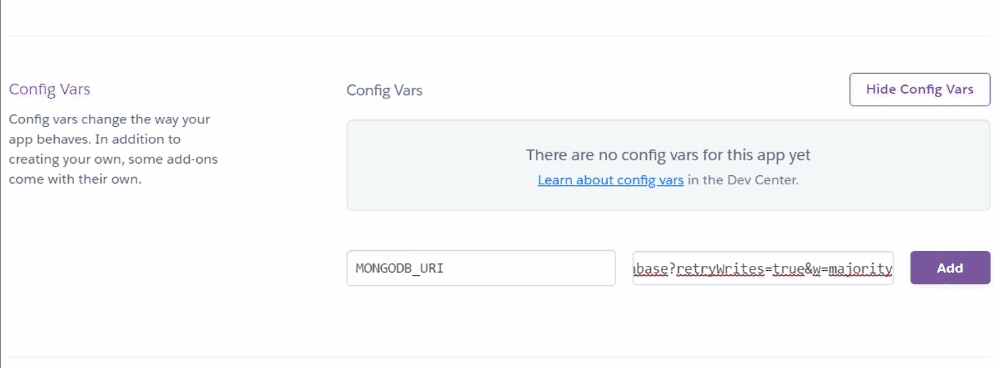 Config Vars
Config vars change the way your
app behaves. In addition to
creating your own, some add-ons
come with their own.
Config Vars
Hide Config Vars
There are no config vars for this app yet
Learn about config vars in the Dev Center.
MONGODB_URI
abase?retryWrites=true&w=majority
Add